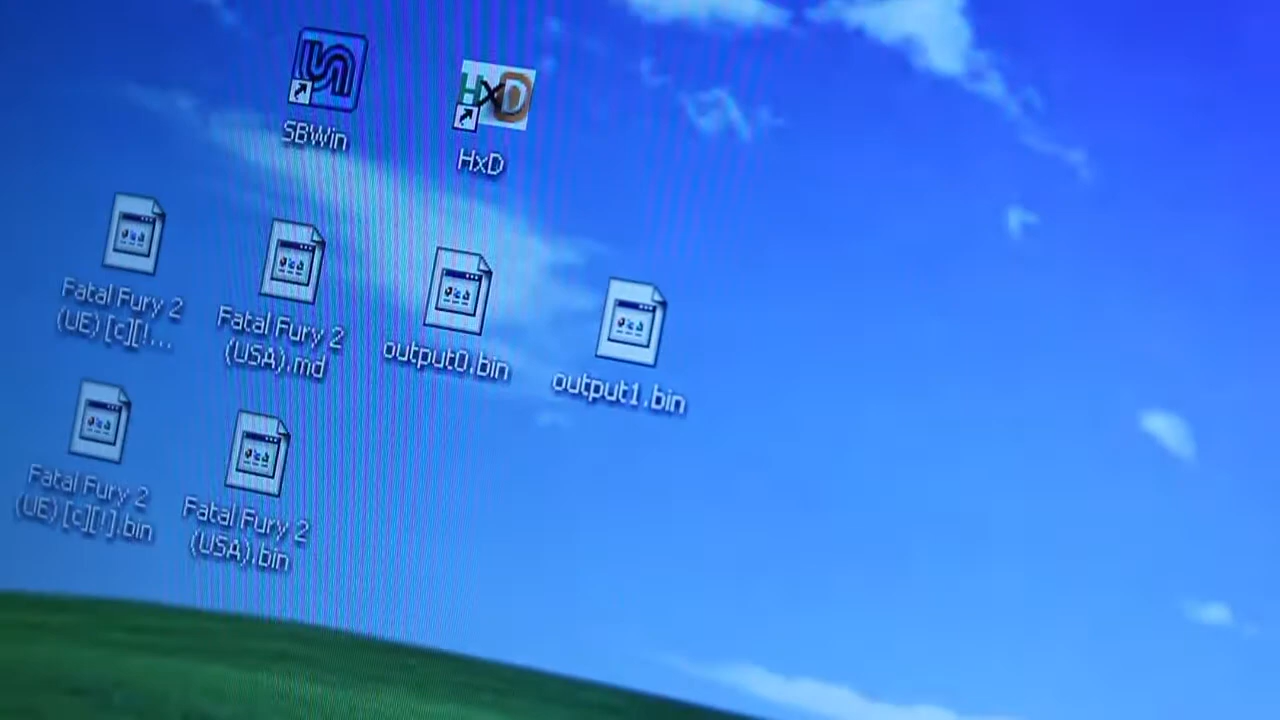 SBWin
HxD
HxD
Fatal Fury 2
(UE) [c][!...
Fatal Fury 2
(USA).md
output0.bin
output1.bin
Fatal Fury 2
(UE) [c][!].bin
Fatal Fury 2
(USA).bin